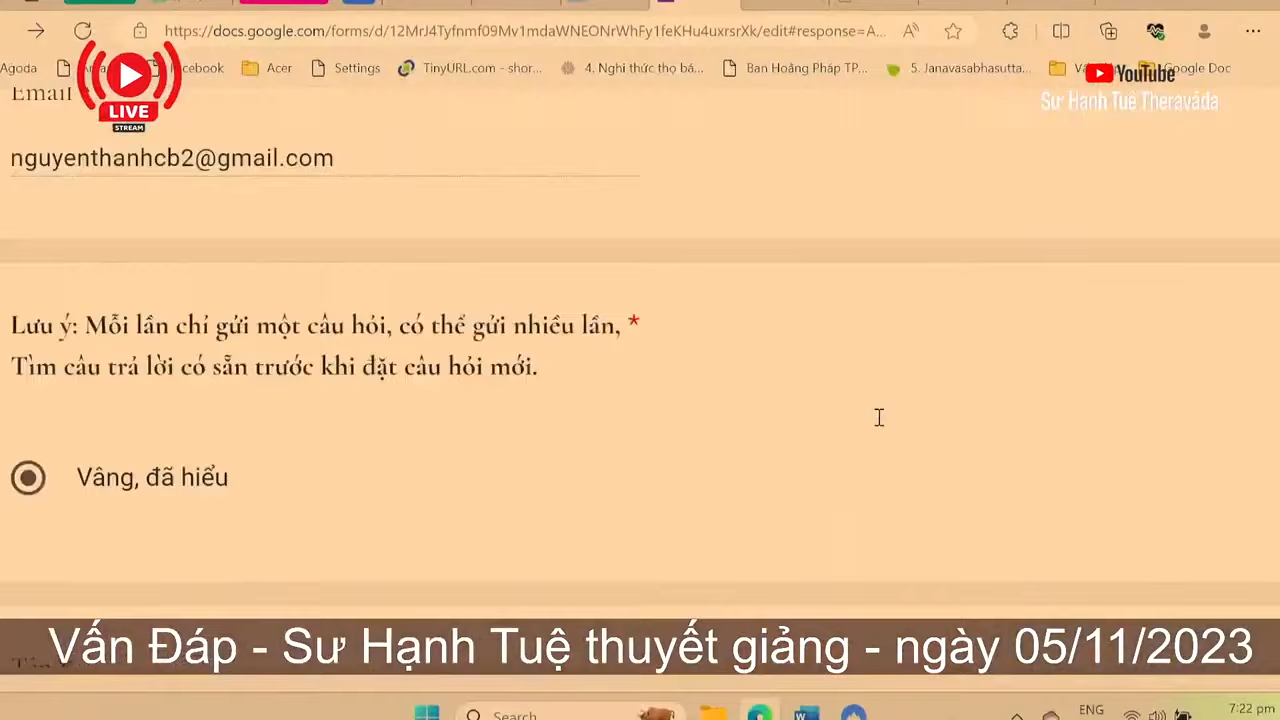 https://docs.google.com/forms/d/12MrJ4Tyfnmf09Mv1mdaWNEONrWhFy1feKHu4uxrsrXk/edit#response=A...
Agoda
Facebook
Acer
Settings
TinyURL.com - shor...
4. Nghi thức thọ bá...
Ban Hoằng Pháp TP...
5. Janavasabhasutta...
Google Doc
LIVE
STREAM
YouTube
Sư Hạnh Tuệ Theravāda
Email
nguyenthanhcb2@gmail.com
Lưu ý: Mỗi lần chỉ gửi một câu hỏi, có thể gửi nhiều lần, *
Tìm câu trả lời có sẵn trước khi đặt câu hỏi mới.
Vâng, đã hiểu
Vấn Đáp - Sư Hạnh Tuệ thuyết giảng - ngày 05/11/2023
Search
ENG
7:22 pm